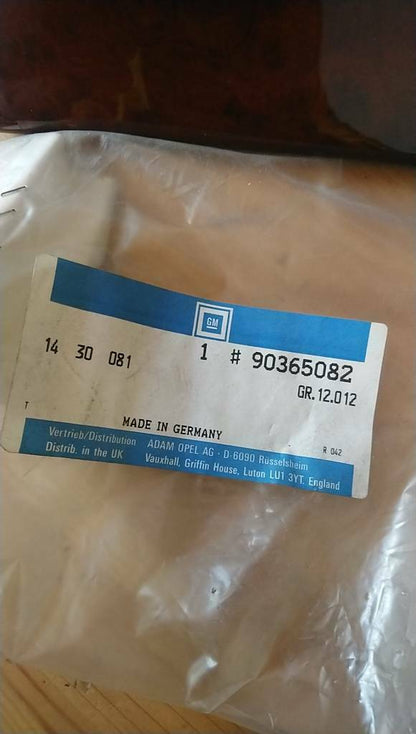 GM
14 30 081 1 # 90365082
GR.12.012
MADE IN GERMANY
T R 042
Vertrieb/Distribution ADAM OPEL AG · D-6090 Rüsselsheim
Distrib. in the UK Vauxhall, Griffin House, Luton LU1 3YT. England